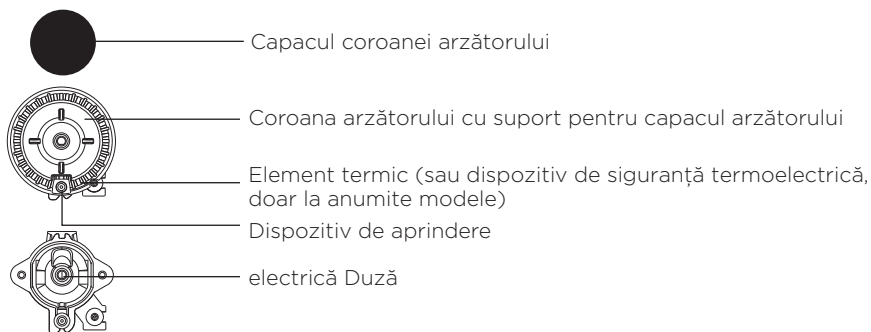 Capacul coroanei arzătorului
Coroana arzătorului cu suport pentru capacul arzătorului
Element termic (sau dispozitiv de siguranță termoelectrică,
doar la anumite modele)
Dispozitiv de aprindere
electrică Duză